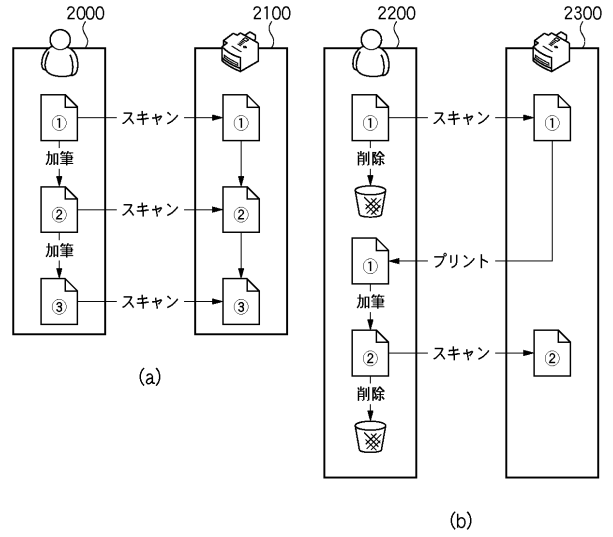 2000
2100
① スキャン ①
加筆
② スキャン ②
加筆
③ スキャン ③
(a)
2200
2300
① スキャン ①
削除
① プリント
加筆
② スキャン ②
削除
(b)